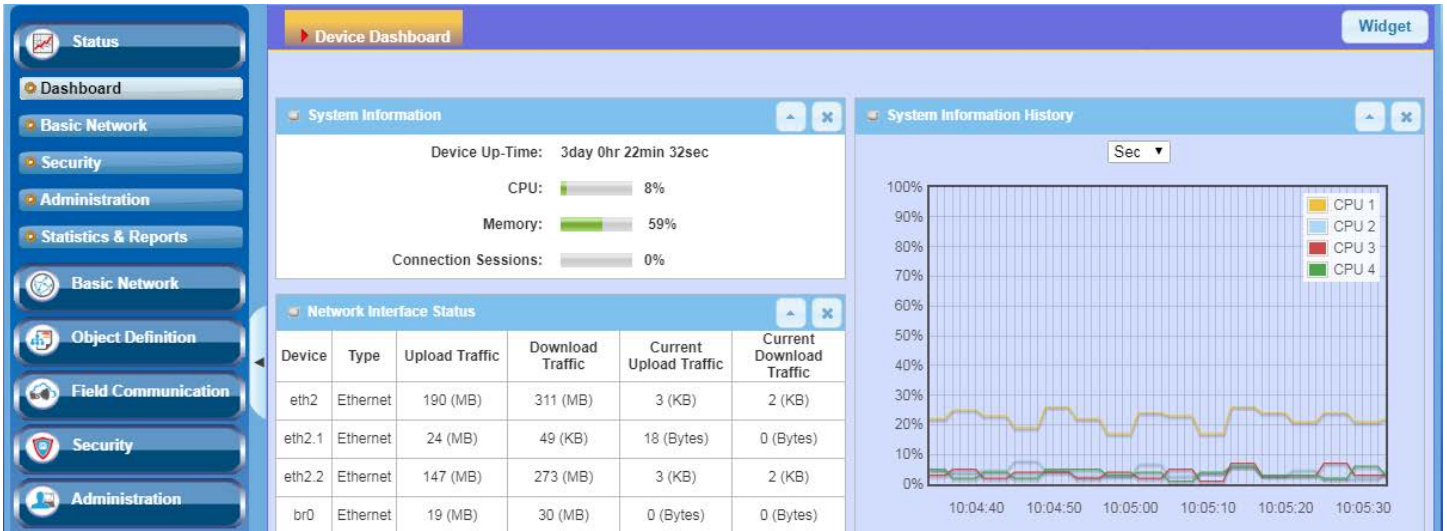 Status
Dashboard
Basic Network
Security
Administration
Statistics & Reports
Basic Network
Object Definition
Field Communication
Security
Administration
Device Dashboard
Widget
System Information
Device Up-Time: 3day 0hr 22min 32sec
CPU: 8%
Memory: 59%
Connection Sessions: 0%
Network Interface Status
Device Type Upload Traffic Download Traffic Current Upload Traffic Current Download Traffic
eth2 Ethernet 190 (MB) 311 (MB) 3 (KB) 2 (KB)
eth2.1 Ethernet 24 (MB) 49 (KB) 18 (Bytes) 0 (Bytes)
eth2.2 Ethernet 147 (MB) 273 (MB) 3 (KB) 2 (KB)
br0 Ethernet 19 (MB) 30 (MB) 0 (Bytes) 0 (Bytes)
System Information History
Sec
100%
90%
80%
70%
60%
50%
40%
30%
20%
10%
0%
CPU 1
CPU 2
CPU 3
CPU 4
10:04:40 10:04:50 10:05:00 10:05:10 10:05:20 10:05:30